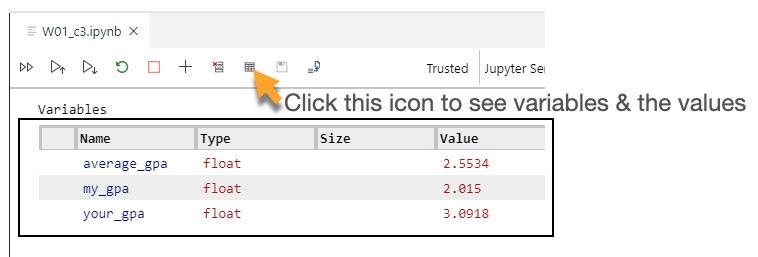 W01_c3.ipynb
Trusted Jupyter Ser
Click this icon to see variables & the values
Variables
Name Type Size Value
average_gpa float 2.5534
my_gpa float 2.015
your_gpa float 3.0918